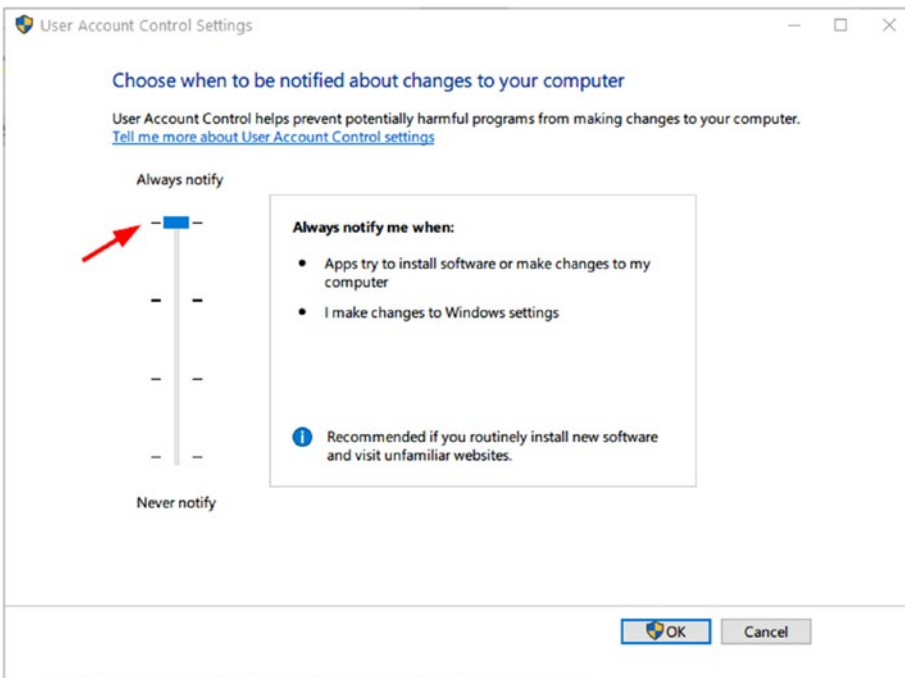 User Account Control Settings
Choose when to be notified about changes to your computer
User Account Control helps prevent potentially harmful programs from making changes to your computer.
Tell me more about User Account Control settings
Always notify
Always notify me when:
• Apps try to install software or make changes to my
computer
• I make changes to Windows settings
Recommended if you routinely install new software
and visit unfamiliar websites.
Never notify
OK
Cancel